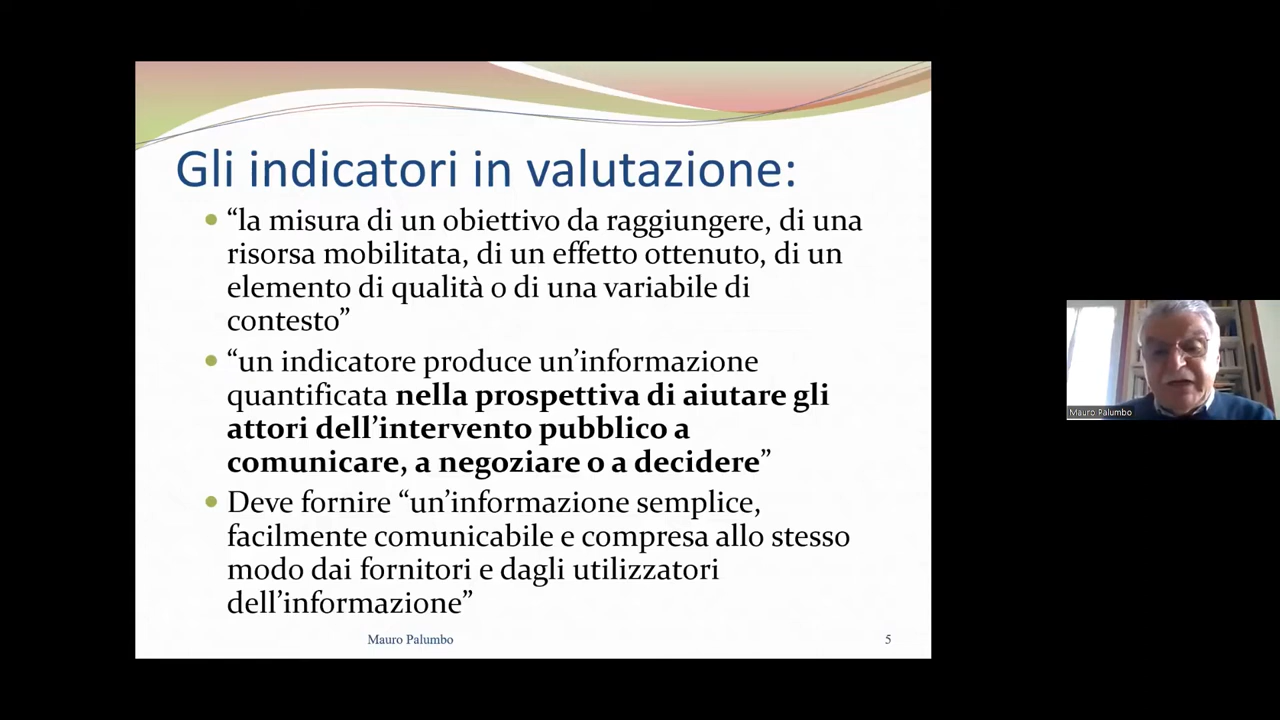 Gli indicatori in valutazione:
“la misura di un obiettivo da raggiungere, di una
risorsa mobilitata, di un effetto ottenuto, di un
elemento di qualità o di una variabile di
contesto”
“un indicatore produce un’informazione
quantificata nella prospettiva di aiutare gli
attori dell’intervento pubblico a
comunicare, a negoziare o a decidere”
Deve fornire “un’informazione semplice,
facilmente comunicabile e compresa allo stesso
modo dai fornitori e dagli utilizzatori
dell’informazione”
Mauro Palumbo
5
Mauro Palumbo